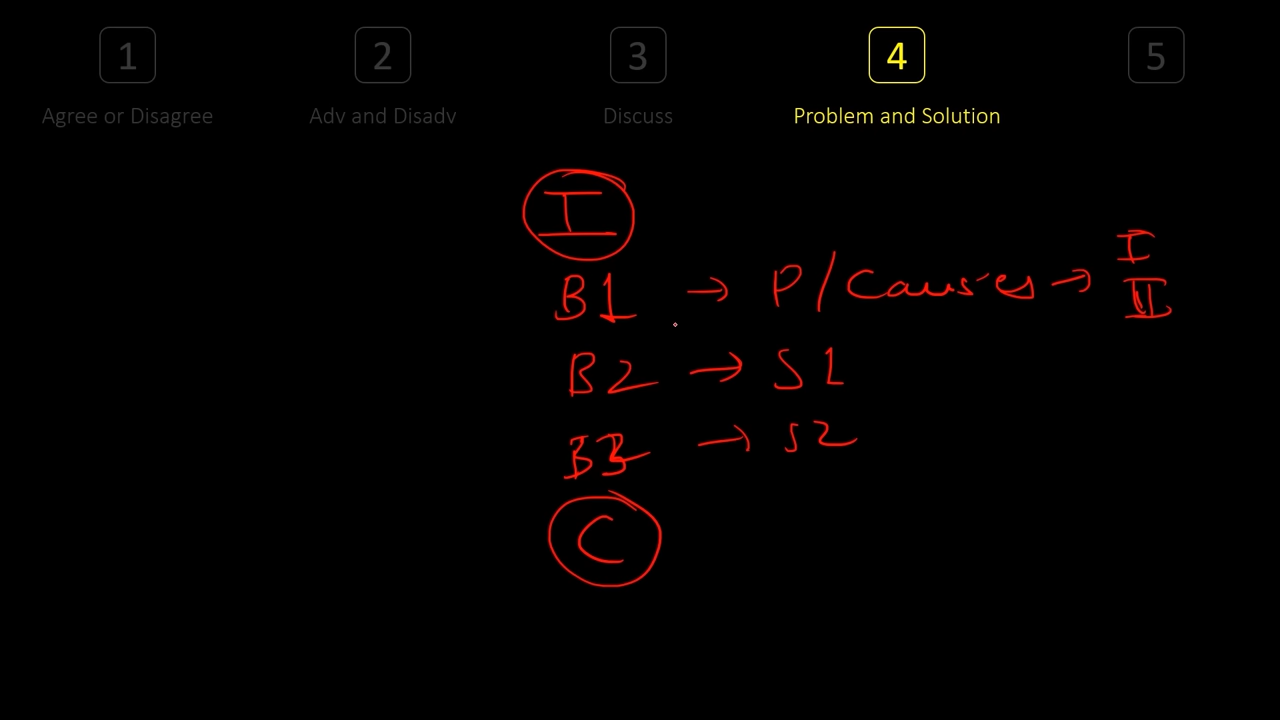 1 2 3 4 5
Agree or Disagree Adv and Disadv Discuss Problem and Solution
I
B1 → P/Causes → I
II
B2 → S1
B3 → S2
C